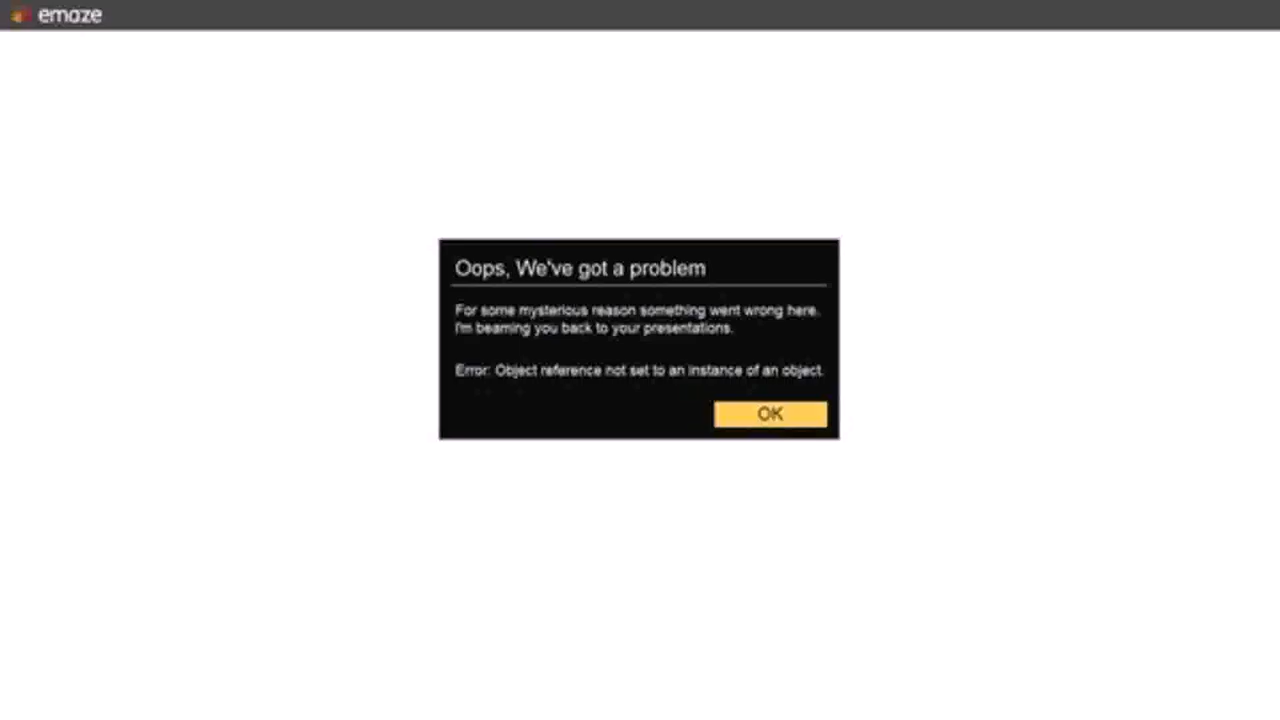 emaze
Oops, We've got a problem
For some mysterious reason something went wrong here.
I'm beaming you back to your presentations.
Error: Object reference not set to an instance of an object.
OK